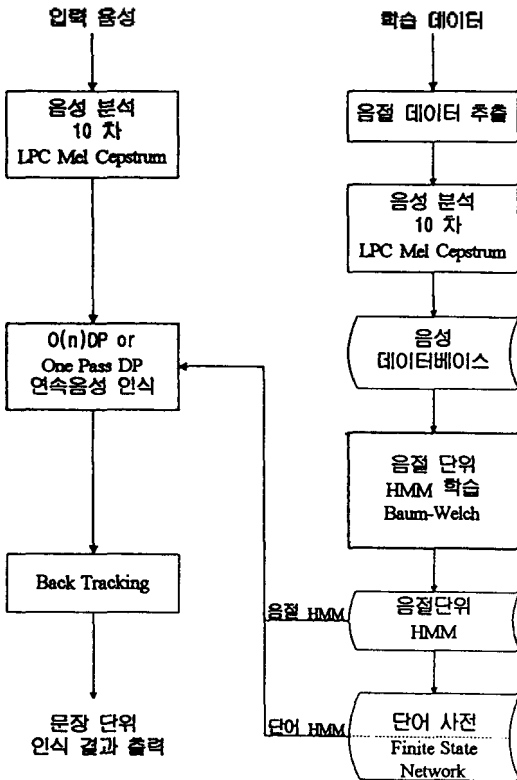 입력 음성
음성 분석
10 차
LPC Mel Cepstrum
O(n)DP or
One Pass DP
연속음성 인식
Back Tracking
문장 단위
인식 결과 출력
학습 데이터
음절 데이터 추출
음성 분석
10 차
LPC Mel Cepstrum
음성
데이터베이스
음절 단위
HMM 학습
Baum-Welch
음절 HMM
음절단위
HMM
단어 HMM
단어 사전
Finite State
Network